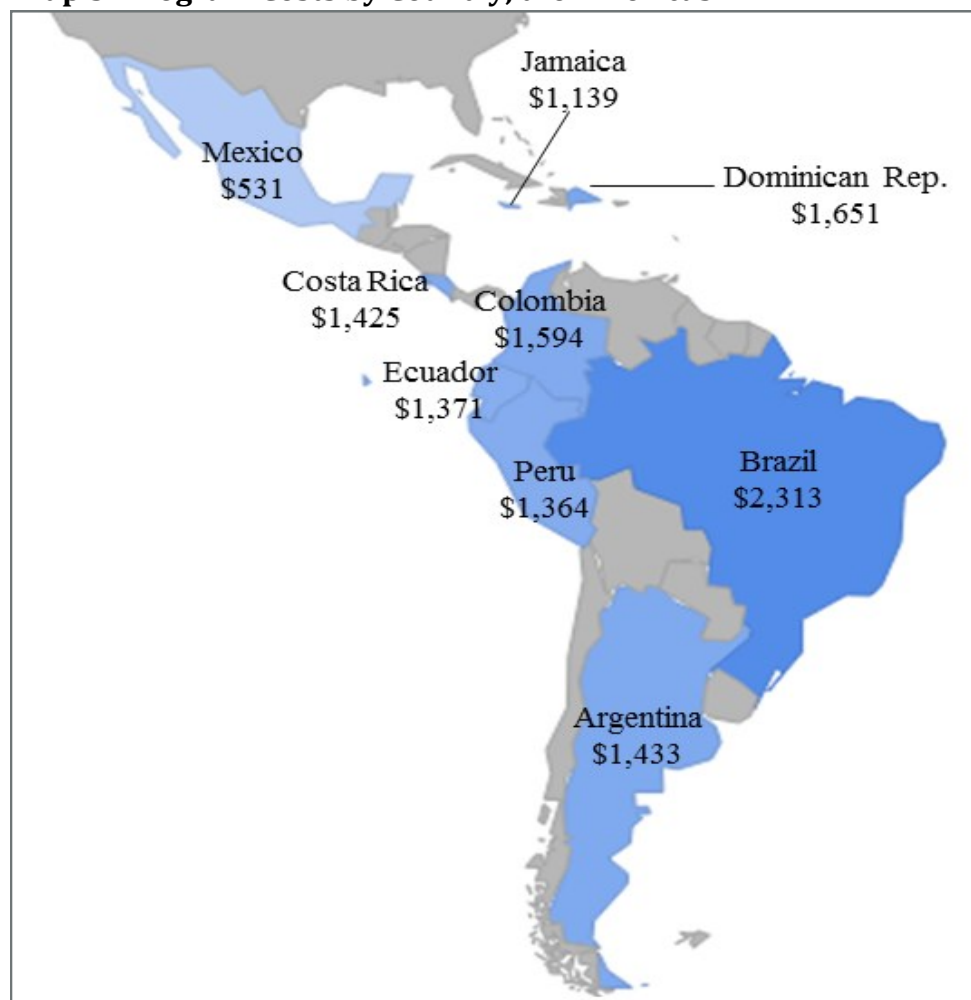 Jamaica
$1,139
Mexico
$531
Dominican Rep.
$1,651
Costa Rica
$1,425
Colombia
$1,594
Ecuador
$1,371
Brazil
$2,313
Peru
$1,364
Argentina
$1,433